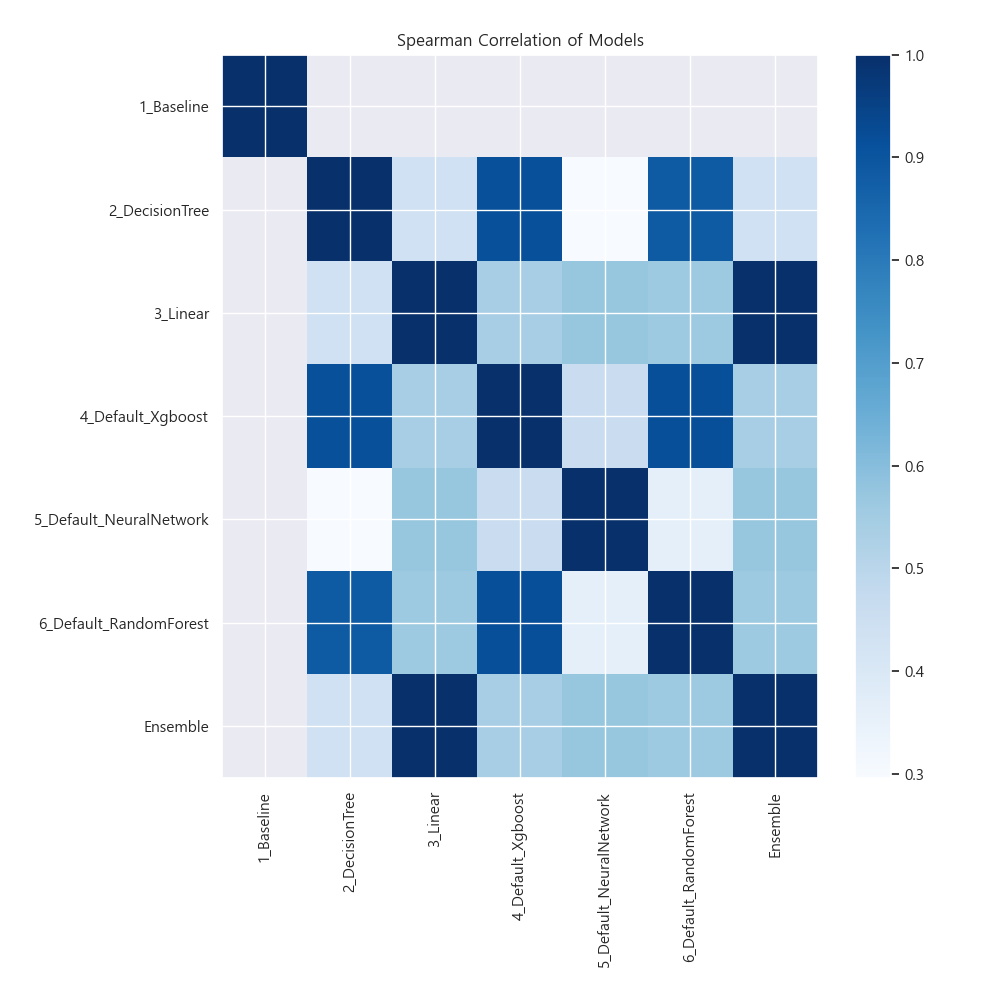 Spearman Correlation of Models
1_Baseline
2_DecisionTree
3_Linear
4_Default_Xgboost
5_Default_NeuralNetwork
6_Default_RandomForest
Ensemble
1_Baseline
2_DecisionTree
3_Linear
4_Default_Xgboost
5_Default_NeuralNetwork
6_Default_RandomForest
Ensemble
1.0
0.9
0.8
0.7
0.6
0.5
0.4
0.3